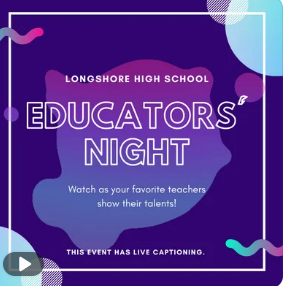 LONGSHORE HIGH SCHOOL
EDUCATORS'
NIGHT
Watch as your favorite teachers
show their talents!
THIS EVENT HAS LIVE CAPTIONING.